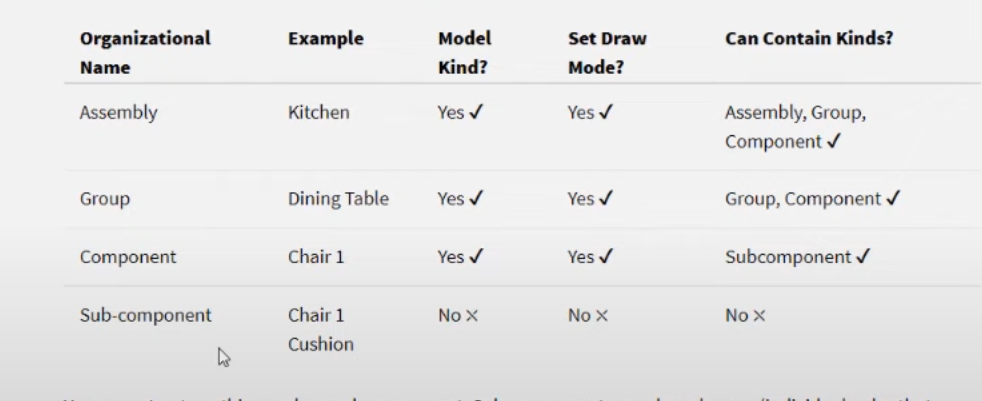 Organizational Name	Example	Model Kind?	Set Draw Mode?	Can Contain Kinds?
Assembly	Kitchen	Yes ✓	Yes ✓	Assembly, Group, Component ✓
Group	Dining Table	Yes ✓	Yes ✓	Group, Component ✓
Component	Chair 1	Yes ✓	Yes ✓	Subcomponent ✓
Sub-component	Chair 1 Cushion	No ×	No ×	No ×